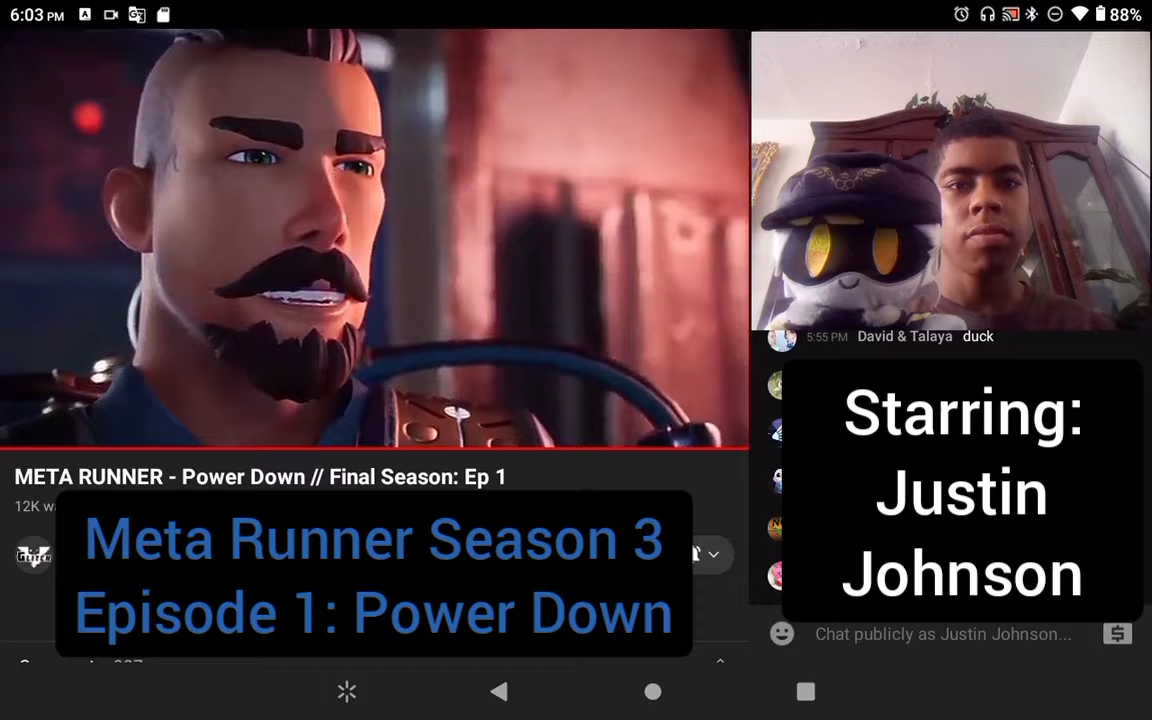 6:03 PM
88%
5:55 PM David & Talaya duck
META RUNNER - Power Down // Final Season: Ep 1
12K
GLITCH
Meta Runner Season 3
Episode 1: Power Down
Starring:
Justin
Johnson
Chat publicly as Justin Johnson...